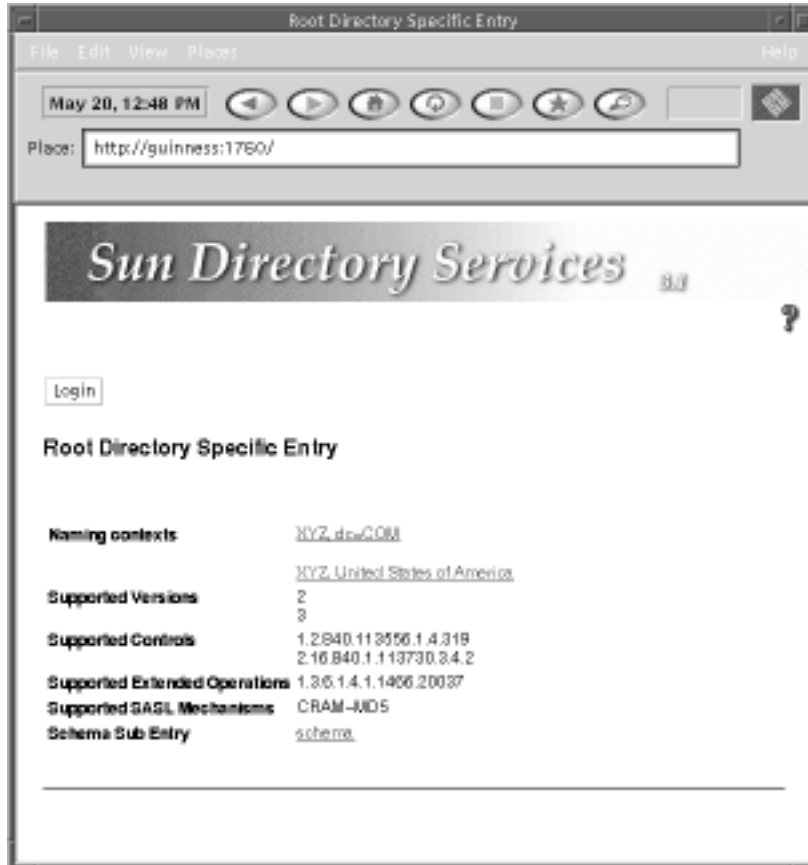 Root Directory Specific Entry
File Edit View Places Help
May 20, 12:48 PM
Place: http://guinness:1760/
Sun Directory Services 3.1
?
Login
Root Directory Specific Entry
Naming contexts XYZ, dc=COM
XYZ, United States of America
Supported Versions 2
3
Supported Controls 1.2.840.113556.1.4.319
2.16.840.1.113730.3.4.2
Supported Extended Operations 1.3.6.1.4.1.1466.20037
Supported SASL Mechanisms CRAM-MD5
Schema Sub Entry schema